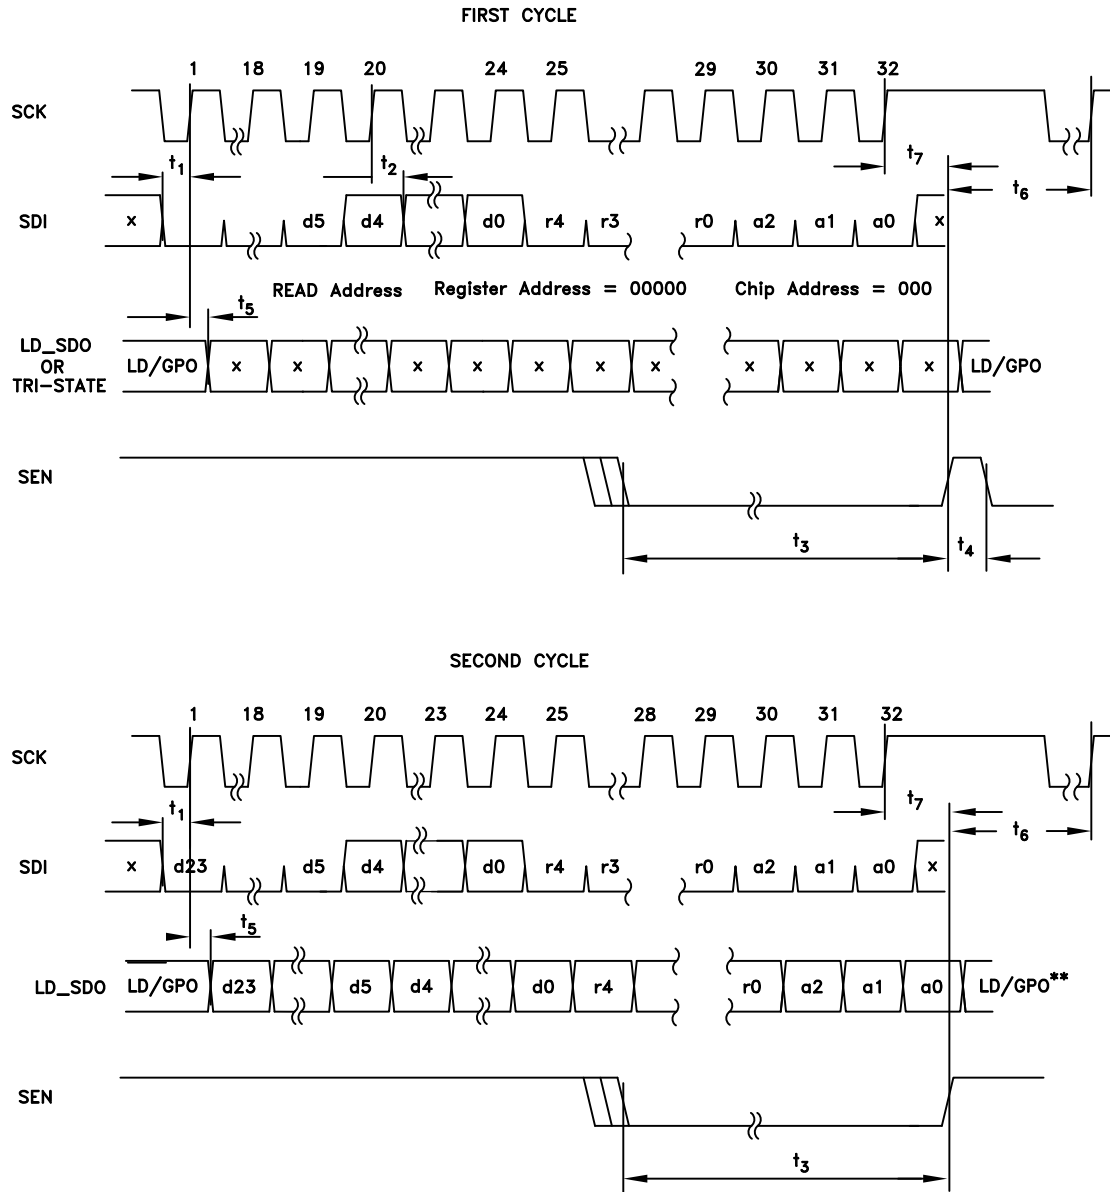 FIRST CYCLE
1 18 19 20 24 25 29 30 31 32
SCK
t1 t2 t7 t6
SDI x d5 d4 d0 r4 r3 r0 a2 a1 a0 x
READ Address Register Address = 00000 Chip Address = 000
t5
LD_SDO
OR
TRI-STATE
LD/GPO x x x x x x x x x x x LD/GPO
SEN
t3 t4
SECOND CYCLE
1 18 19 20 23 24 25 28 29 30 31 32
SCK
t1 t7 t6
SDI x d23 d5 d4 d0 r4 r3 r0 a2 a1 a0 x
t5
LD_SDO LD/GPO d23 d5 d4 d0 r4 r0 a2 a1 a0 LD/GPO**
SEN
t3